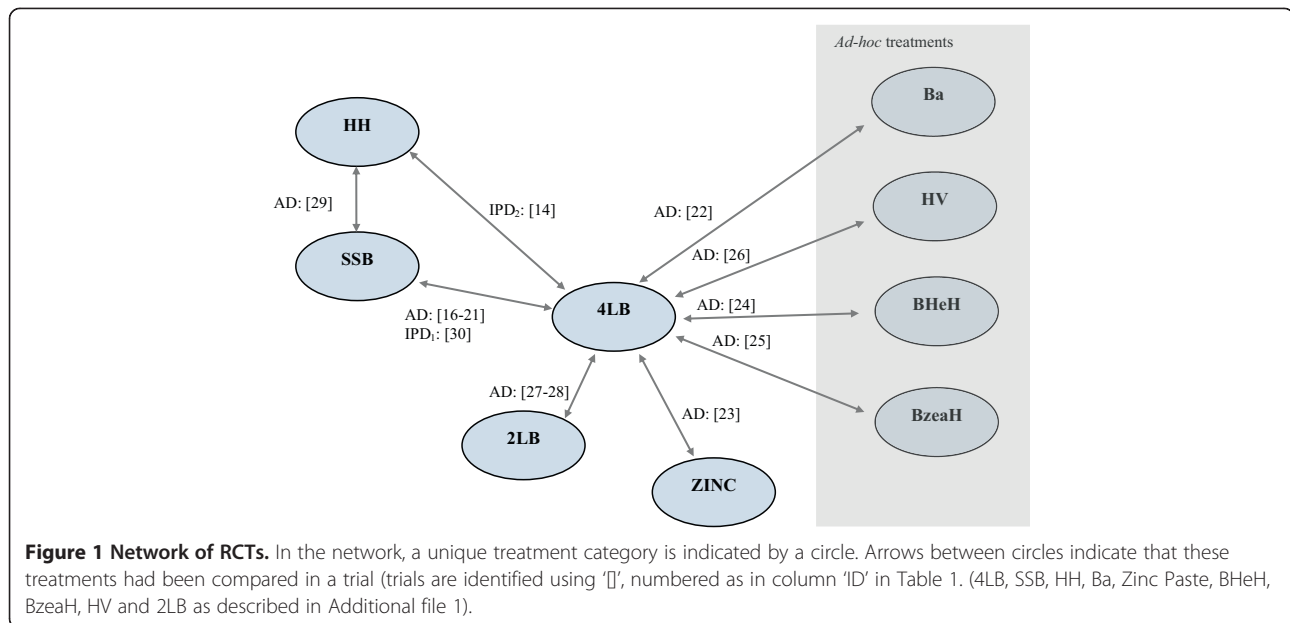 Ad-hoc treatments
Ba
HH
HV
AD: [29]
IPD₂: [14]
AD: [22]
SSB
AD: [26]
4LB
AD: [24]
BHeH
AD: [16-21]
IPD₁: [30]
AD: [25]
AD: [27-28]
AD: [23]
BzeaH
2LB
ZINC
Figure 1 Network of RCTs. In the network, a unique treatment category is indicated by a circle. Arrows between circles indicate that these
treatments had been compared in a trial (trials are identified using ‘[]’, numbered as in column ‘ID’ in Table 1. (4LB, SSB, HH, Ba, Zinc Paste, BHeH,
BzeaH, HV and 2LB as described in Additional file 1).